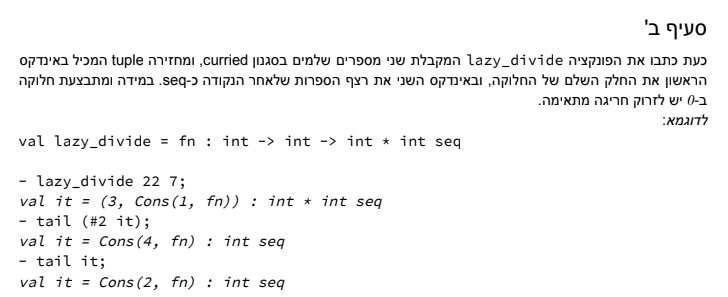 סעיף ב'
כעת כתבו את הפונקציה lazy_divide המקבלת שני מספרים שלמים בסגנון curried, ומחזירה tuple המכיל באינדקס
הראשון את החלק השלם של החלוקה, ובאינדקס השני את רצף הספרות שלאחר הנקודה כ-seq. במידה ומתבצעת חלוקה
ב-0 יש לזרוק חריגה מתאימה.
לדוגמא:
val lazy_divide = fn : int -> int -> int * int seq
- lazy_divide 22 7;
val it = (3, Cons(1, fn)) : int * int seq
- tail (#2 it);
val it = Cons(4, fn) : int seq
- tail it;
val it = Cons(2, fn) : int seq